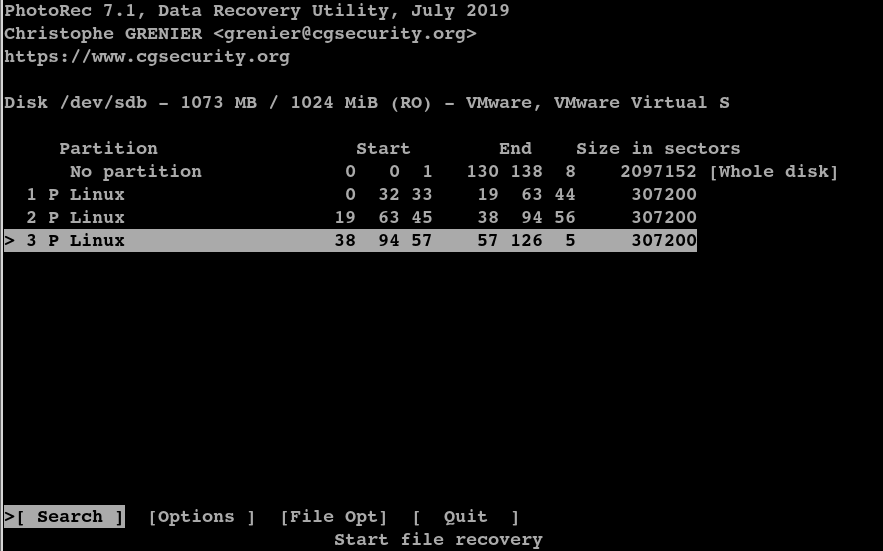 PhotoRec 7.1, Data Recovery Utility, July 2019
Christophe GRENIER <grenier@cgsecurity.org>
https://www.cgsecurity.org
Disk /dev/sdb - 1073 MB / 1024 MiB (RO) - VMware, VMware Virtual S
Partition Start End Size in sectors
No partition 0 0 1 130 138 8 2097152 [Whole disk]
1 P Linux 0 32 33 19 63 44 307200
2 P Linux 19 63 45 38 94 56 307200
> 3 P Linux 38 94 57 57 126 5 307200
>[ Search ] [Options ] [File Opt] [ Quit ]
Start file recovery